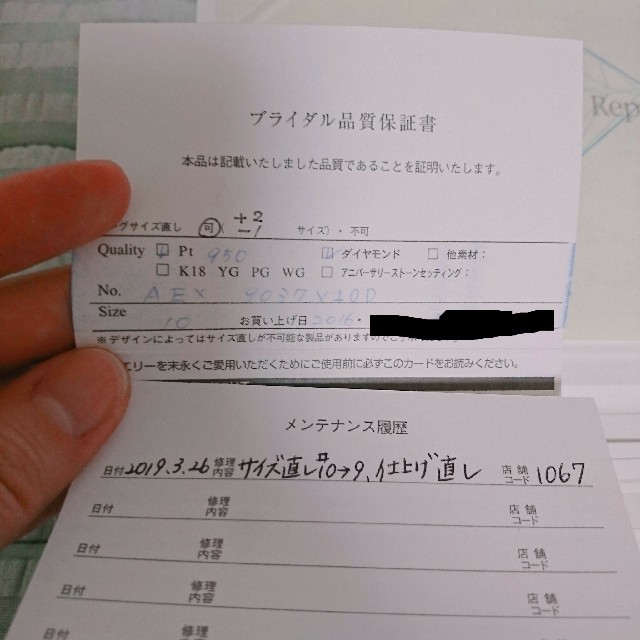 Rep
ブライダル品質保証書
本品は記載いたしました品質であることを証明いたします。
グサイズ直し 可( +2 -1 サイズ)・不可
Quality ☑ Pt 950 ☑ ダイヤモンド ☐ 他素材：
☐ K18 YG PG WG ☐ アニバーサリーストーンセッティング：
No. AEX 9037X10D
Size 10 お買い上げ日 2016・
※デザインによってはサイズ直しが不可能な製品がありますのでご
エリーを末永くご愛用いただくためにご使用前に必ずこのカードをお読みください。
メンテナンス履歴
日付 2019.3.26 修理内容 サイズ直し #10→9、仕上げ直し 店舗コード 1067
日付 修理内容 店舗コード
日付 修理内容 店舗コード
日付 修理内容 店舗コード
日付 修理